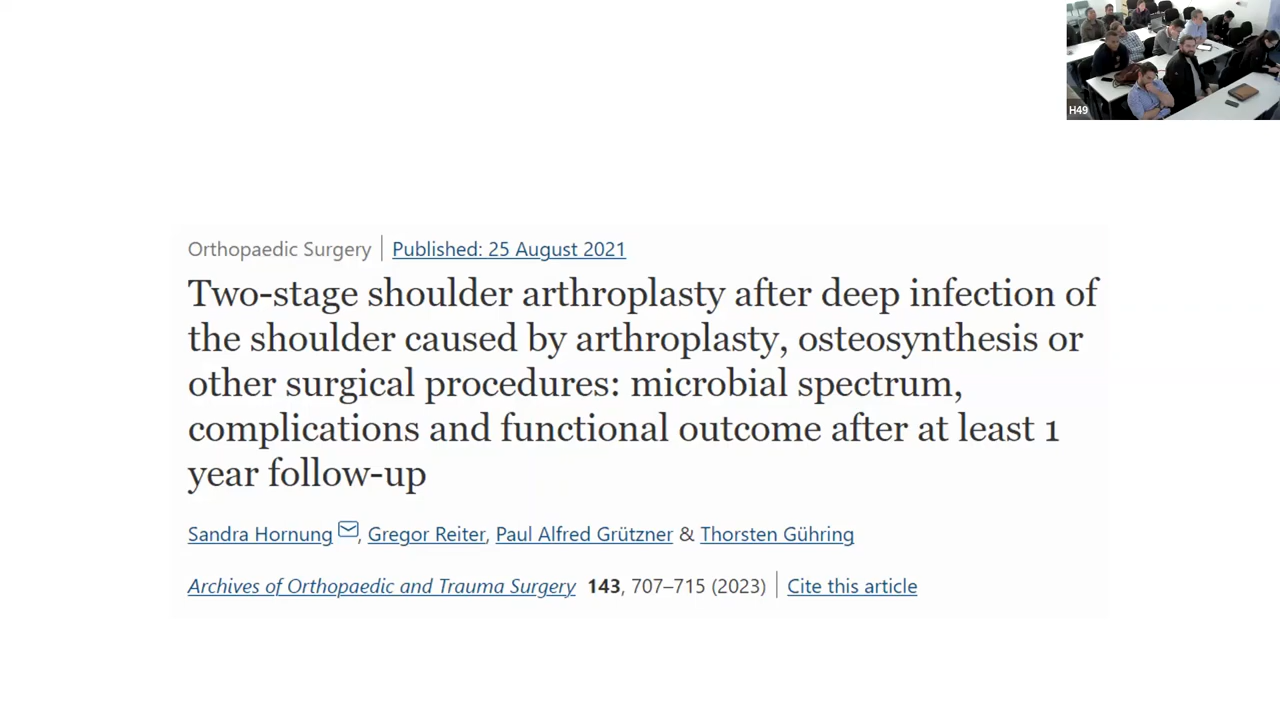 H49
Orthopaedic Surgery | Published: 25 August 2021
Two-stage shoulder arthroplasty after deep infection of
the shoulder caused by arthroplasty, osteosynthesis or
other surgical procedures: microbial spectrum,
complications and functional outcome after at least 1
year follow-up
Sandra Hornung, Gregor Reiter, Paul Alfred Grützner & Thorsten Gühring
Archives of Orthopaedic and Trauma Surgery 143, 707–715 (2023) | Cite this article